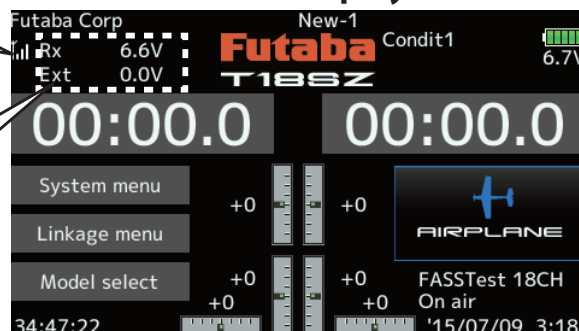 Futaba Corp New-1
Rx 6.6V Futaba Condit1
Ext 0.0V T18SZ 6.7V
00:00.0 00:00.0
System menu
+0 +0
Linkage menu AIRPLANE
Model select +0 +0 FASSTest 18CH
+0 +0 On air
34:47:22 '15/07/09 3:18